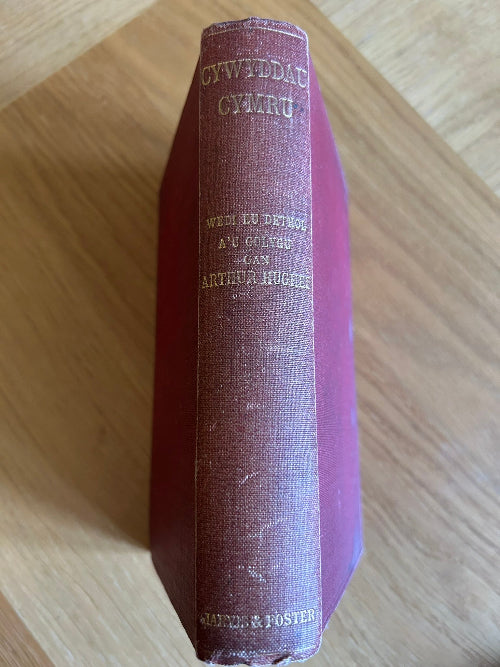 CYWYDDAU
CYMRU
WEDI EU DETHOL
A'U GOLYGU
GAN
ARTHUR HUGHES
JARVIS & FOSTER